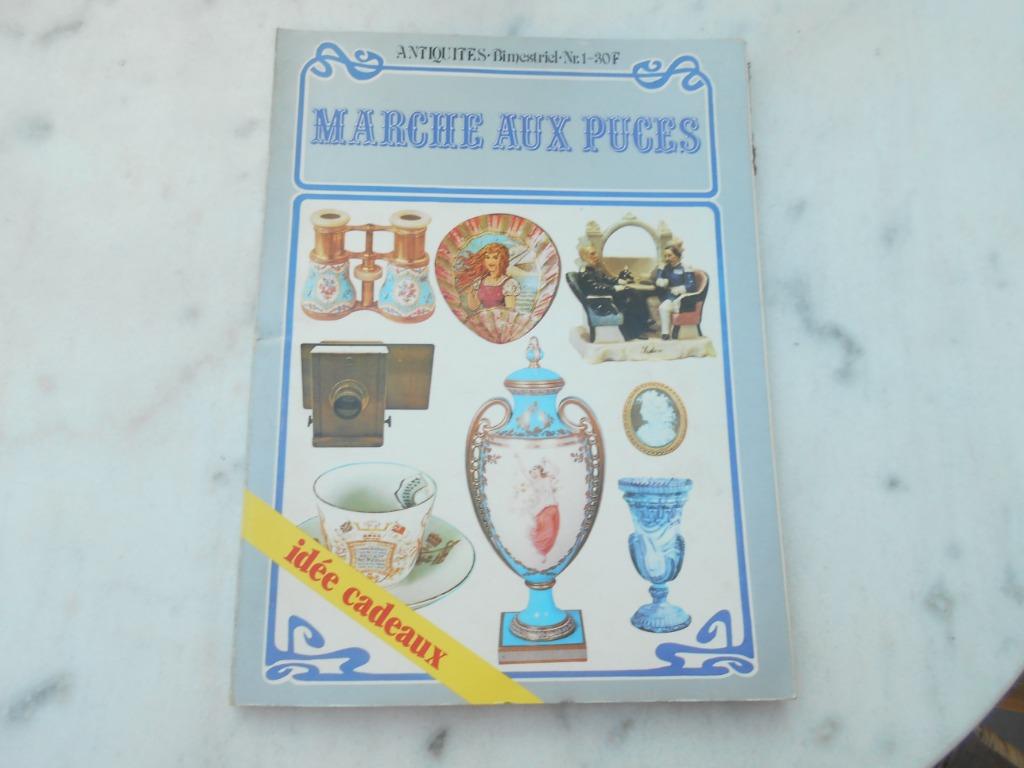 ANTIQUITES · Bimestriel · Nr. 1 - 30F
MARCHE AUX PUCES
idée cadeaux